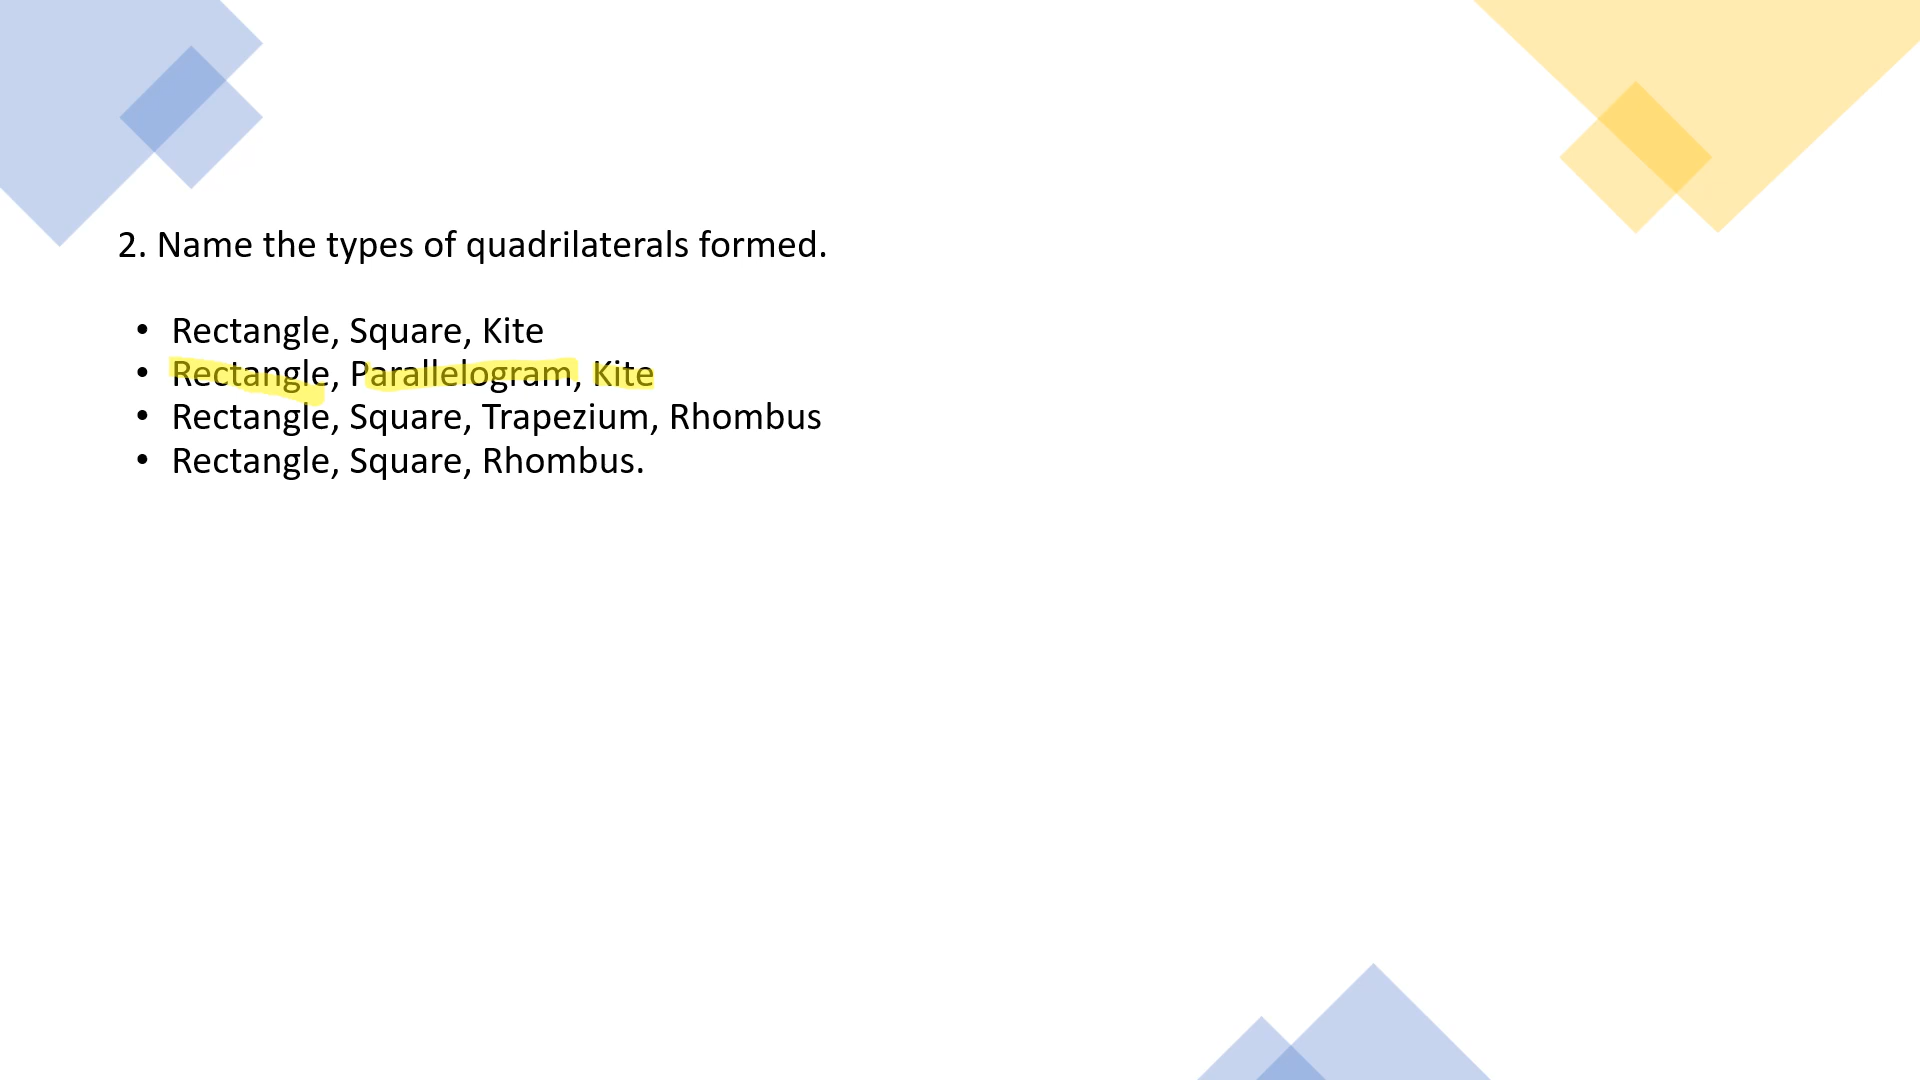 2. Name the types of quadrilaterals formed.
• Rectangle, Square, Kite
• Rectangle, Parallelogram, Kite
• Rectangle, Square, Trapezium, Rhombus
• Rectangle, Square, Rhombus.